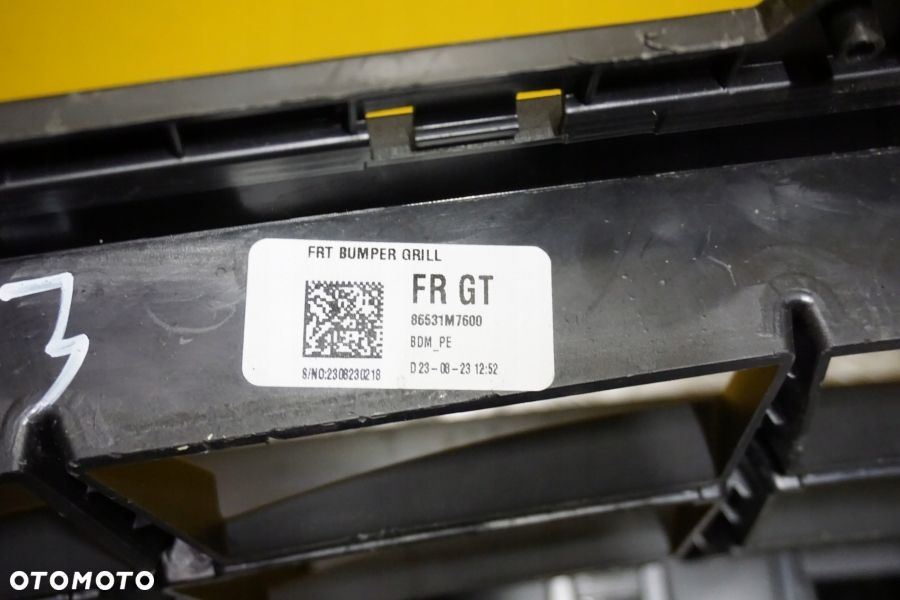 FRT BUMPER GRILL
FR GT
86531M7600
BDM_PE
S/NO:2308230218
D 23-08-23 12:52
3
OTOMOTO